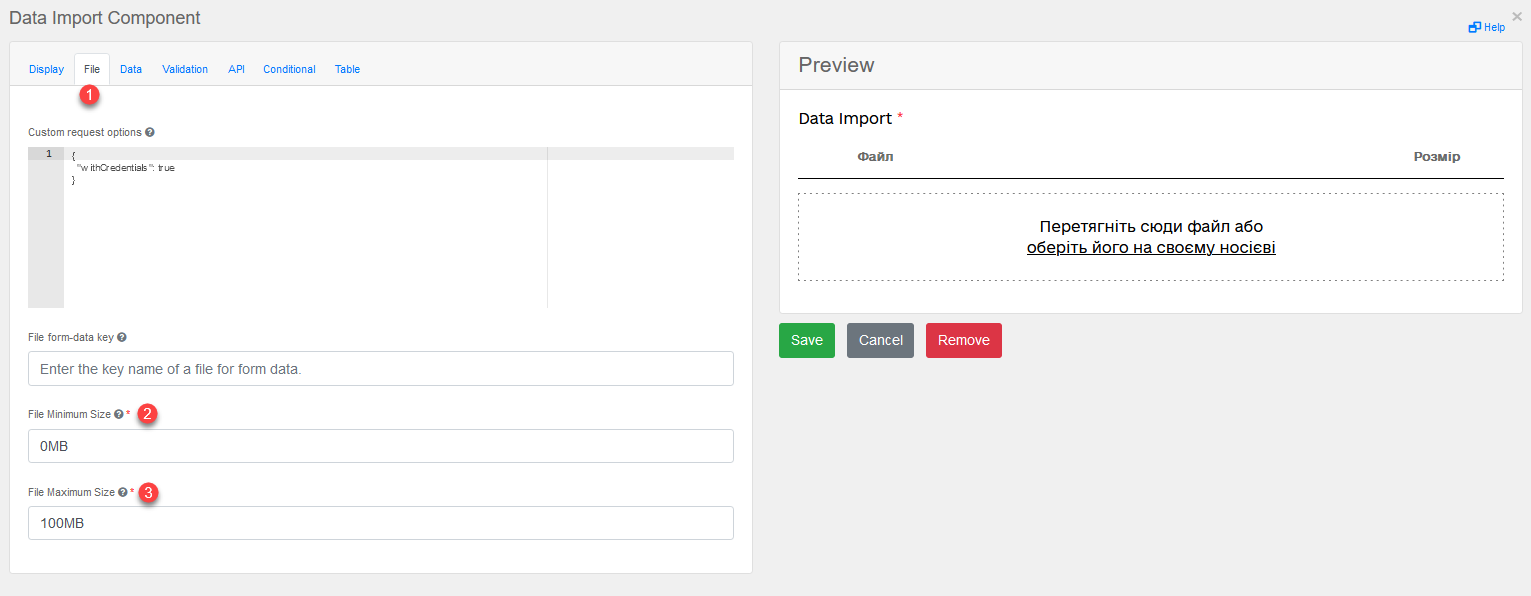 Data Import Component
×
Help
Display File Data Validation API Conditional Table
1
Custom request options
1 {
"withCredentials": true
}
File form-data key
Enter the key name of a file for form data.
File Minimum Size * 2
0MB
File Maximum Size * 3
100MB
Preview
Data Import *
Файл Розмір
Перетягніть сюди файл або
оберіть його на своєму носієві
Save Cancel Remove